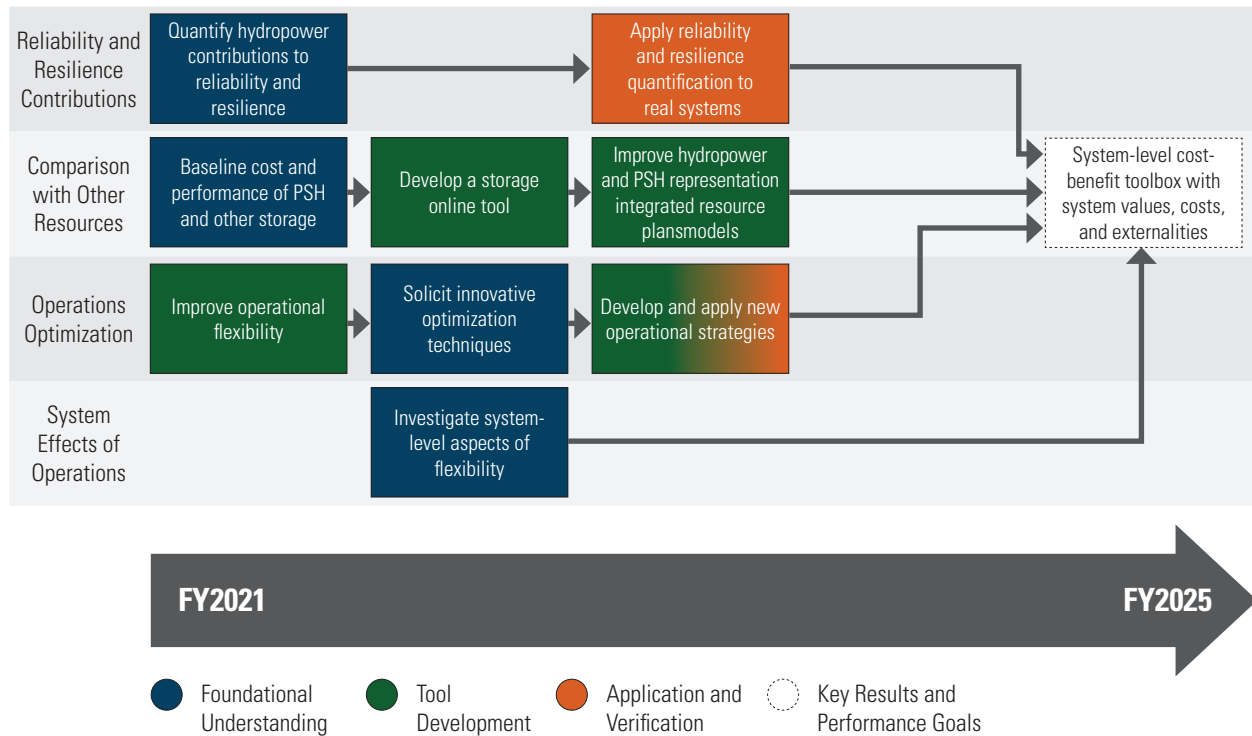 Reliability and
Resilience
Contributions
Quantify hydropower
contributions to
reliability and
resilience
Apply reliability
and resilience
quantification to
real systems
Comparison
with Other
Resources
Baseline cost and
performance of PSH
and other storage
Develop a storage
online tool
Improve hydropower
and PSH representation
integrated resource
plansmodels
System-level cost-
benefit toolbox with
system values, costs,
and externalities
Operations
Optimization
Improve operational
flexibility
Solicit innovative
optimization
techniques
Develop and apply new
operational strategies
System
Effects of
Operations
Investigate system-
level aspects of
flexibility
FY2021
FY2025
Foundational
Understanding
Tool
Development
Application and
Verification
Key Results and
Performance Goals